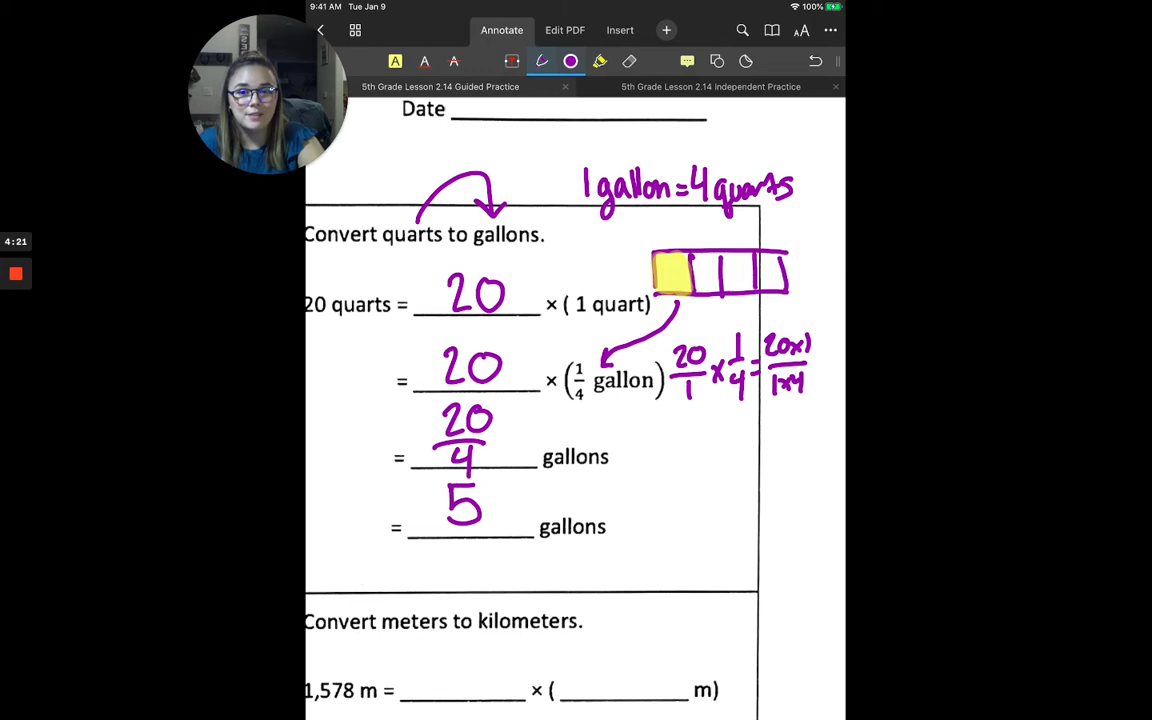 9:41 AM Tue Jan 9
100%
Annotate Edit PDF Insert
5th Grade Lesson 2.14 Guided Practice
5th Grade Lesson 2.14 Independent Practice
4:21
Date
1 gallon = 4 quarts
Convert quarts to gallons.
20 quarts = 20 × ( 1 quart)
= 20 × (1/4 gallon) 20/1 × 1/4 = 20×1/1×4
= 20/4 gallons
= 5 gallons
Convert meters to kilometers.
1,578 m = ________ × ( ________ m)